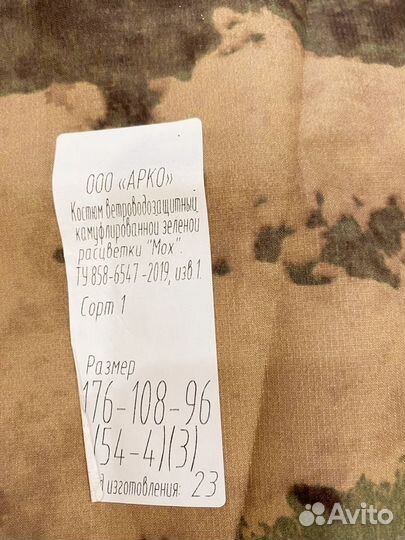 ООО «АРКО»
Костюм ветроводозащитный
камуфлированной зеленой
расцветки "Мох".
ТУ 858-6547-2019, изв.1.
Сорт 1
Размер
176-108-96
(54-4)(3)
изготовления: 23
Avito